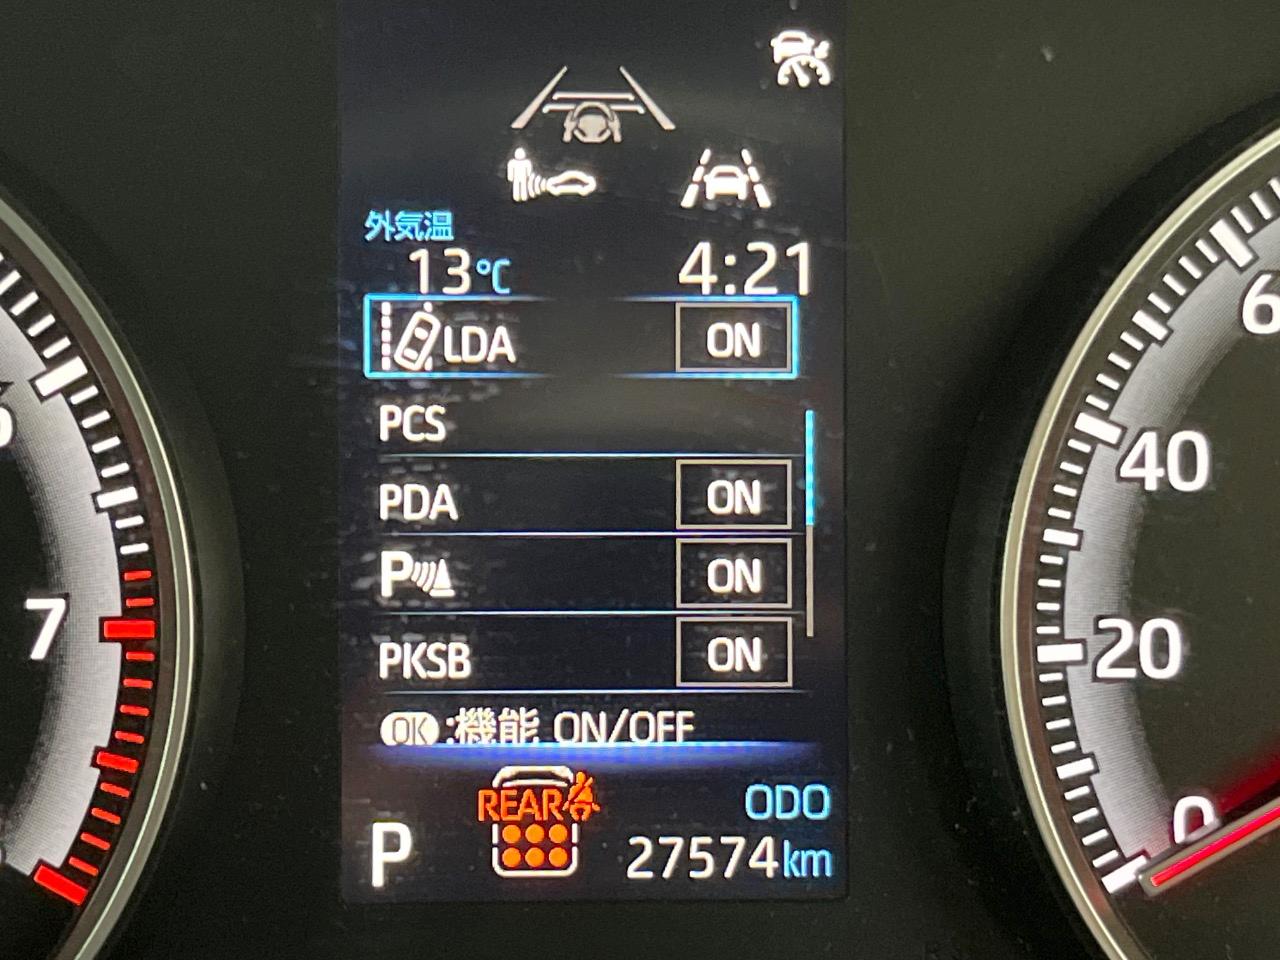 外気温
13℃ 4:21
LDA ON
PCS
PDA ON
P ON
PKSB ON
OK :機能 ON/OFF
REAR
ODO
P 27574km
7
6
40
20
0